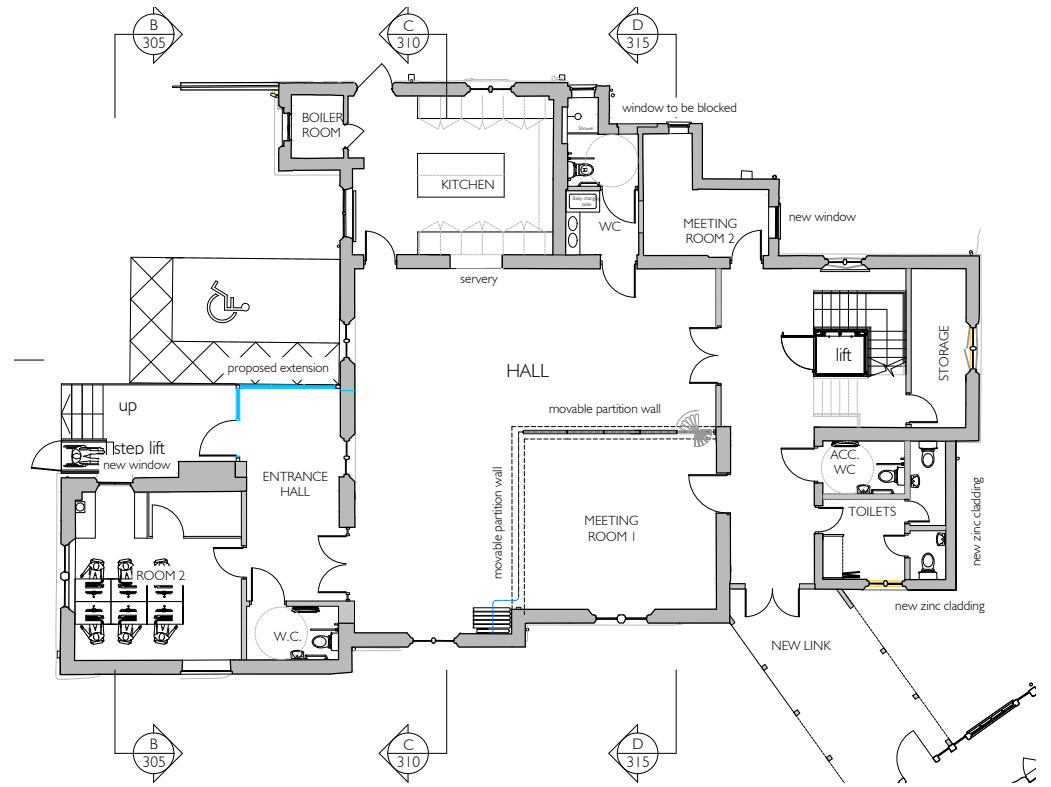 B
305
C
310
D
315
window to be blocked
BOILER
ROOM
Shower
KITCHEN
Baby changing
table
WC
MEETING
ROOM 2
new window
servery
proposed extension
HALL
lift
STORAGE
up
step lift
new window
movable partition wall
ENTRANCE
HALL
movable partition wall
MEETING
ROOM 1
ACC.
WC
TOILETS
new zinc cladding
ROOM 2
new zinc cladding
W.C.
NEW LINK
B
305
C
310
D
315